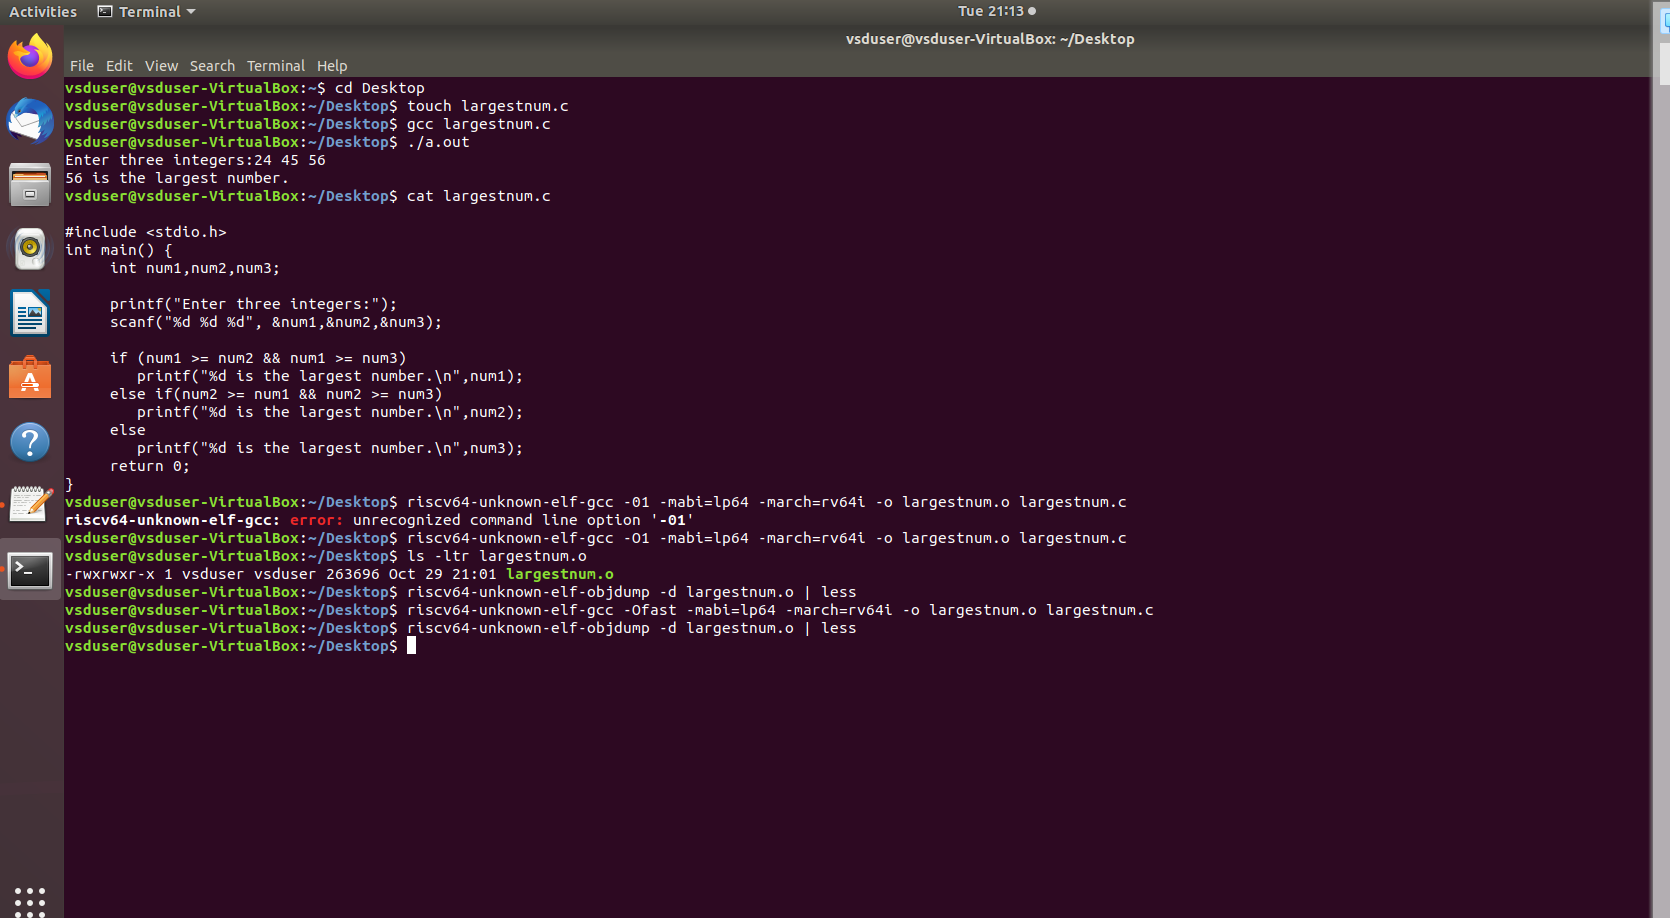 Activities Terminal Tue 21:13
vsduser@vsduser-VirtualBox: ~/Desktop
File Edit View Search Terminal Help
vsduser@vsduser-VirtualBox:~$ cd Desktop
vsduser@vsduser-VirtualBox:~/Desktop$ touch largestnum.c
vsduser@vsduser-VirtualBox:~/Desktop$ gcc largestnum.c
vsduser@vsduser-VirtualBox:~/Desktop$ ./a.out
Enter three integers:24 45 56
56 is the largest number.
vsduser@vsduser-VirtualBox:~/Desktop$ cat largestnum.c

#include <stdio.h>
int main() {
     int num1,num2,num3;

     printf("Enter three integers:");
     scanf("%d %d %d", &num1,&num2,&num3);

     if (num1 >= num2 && num1 >= num3)
        printf("%d is the largest number.\n",num1);
     else if(num2 >= num1 && num2 >= num3)
        printf("%d is the largest number.\n",num2);
     else
        printf("%d is the largest number.\n",num3);
     return 0;
}
vsduser@vsduser-VirtualBox:~/Desktop$ riscv64-unknown-elf-gcc -01 -mabi=lp64 -march=rv64i -o largestnum.o largestnum.c
riscv64-unknown-elf-gcc: error: unrecognized command line option '-01'
vsduser@vsduser-VirtualBox:~/Desktop$ riscv64-unknown-elf-gcc -O1 -mabi=lp64 -march=rv64i -o largestnum.o largestnum.c
vsduser@vsduser-VirtualBox:~/Desktop$ ls -ltr largestnum.o
-rwxrwxr-x 1 vsduser vsduser 263696 Oct 29 21:01 largestnum.o
vsduser@vsduser-VirtualBox:~/Desktop$ riscv64-unknown-elf-objdump -d largestnum.o | less
vsduser@vsduser-VirtualBox:~/Desktop$ riscv64-unknown-elf-gcc -Ofast -mabi=lp64 -march=rv64i -o largestnum.o largestnum.c
vsduser@vsduser-VirtualBox:~/Desktop$ riscv64-unknown-elf-objdump -d largestnum.o | less
vsduser@vsduser-VirtualBox:~/Desktop$